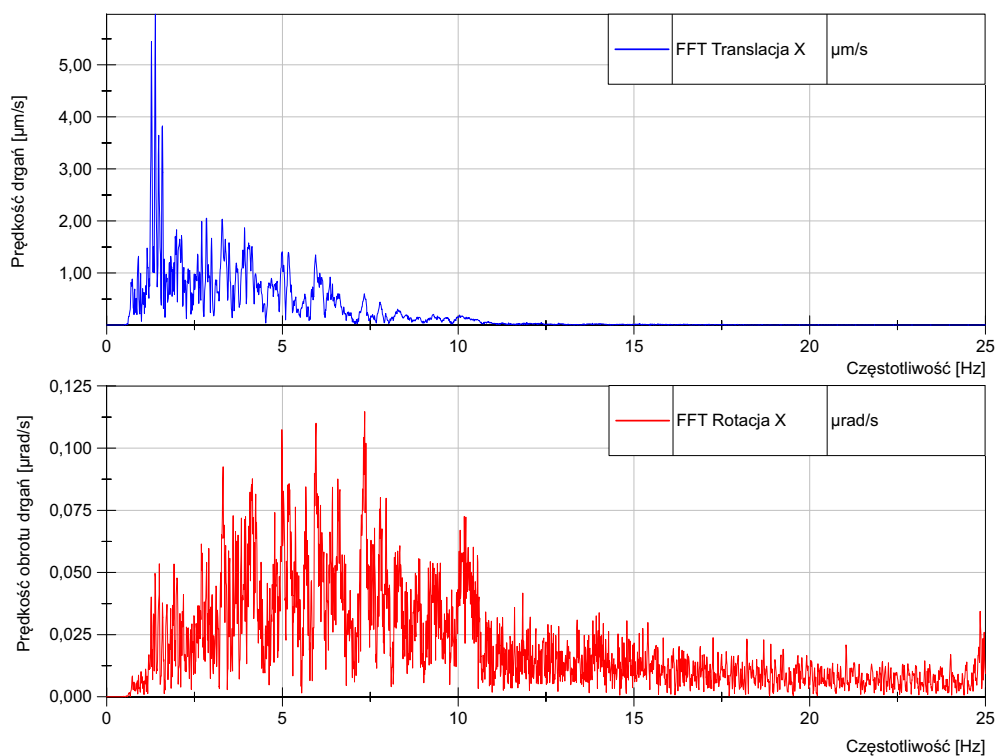 FFT Translacja X µm/s
Prędkość drgań [µm/s]
5,00
4,00
3,00
2,00
1,00
0 5 10 15 20 25
Częstotliwość [Hz]
FFT Rotacja X µrad/s
Prędkość obrotu drgań [µrad/s]
0,125
0,100
0,075
0,050
0,025
0,000
0 5 10 15 20 25
Częstotliwość [Hz]